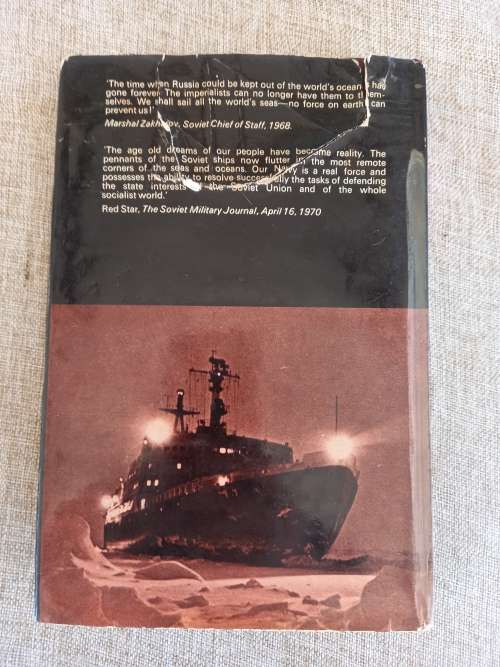 'The time when Russia could be kept out of the world's oceans has
gone forever. The imperialists can no longer have them to them-
selves. We shall sail all the world's seas—no force on earth can
prevent us!'
Marshal Zakharov, Soviet Chief of Staff, 1968.
'The age old dreams of our people have become reality. The
pennants of the Soviet ships now flutter in the most remote
corners of the seas and oceans. Our Navy is a real force and
possesses the ability to resolve successfully the tasks of defending
the state interests of the Soviet Union and of the whole
socialist world.'
Red Star, The Soviet Military Journal, April 16, 1970